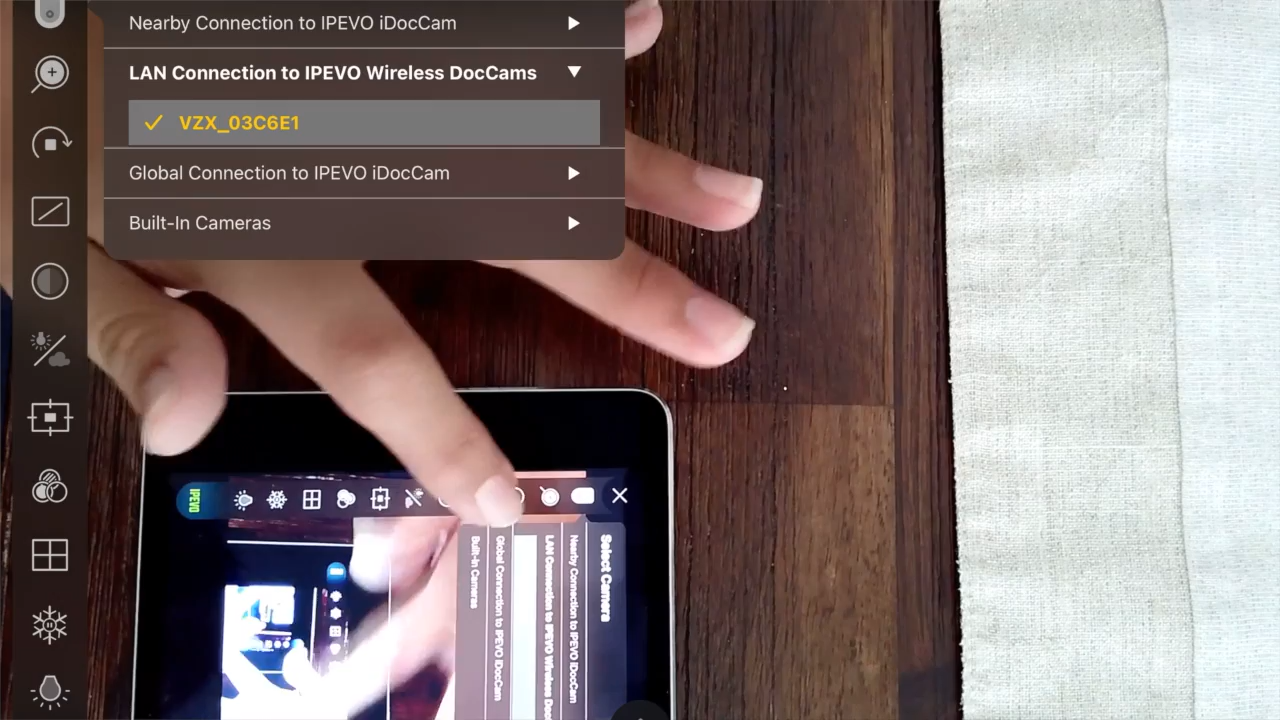 Nearby Connection to IPEVO iDocCam
LAN Connection to IPEVO Wireless DocCams
VZX_03C6E1
Global Connection to IPEVO iDocCam
Built-In Cameras
IPEVO
Select Camera
Nearby Connection to IPEVO iDocCam
LAN Connection to IPEVO Wireless Doc
Global Connection to IPEVO iDocCam
Built-In Cameras